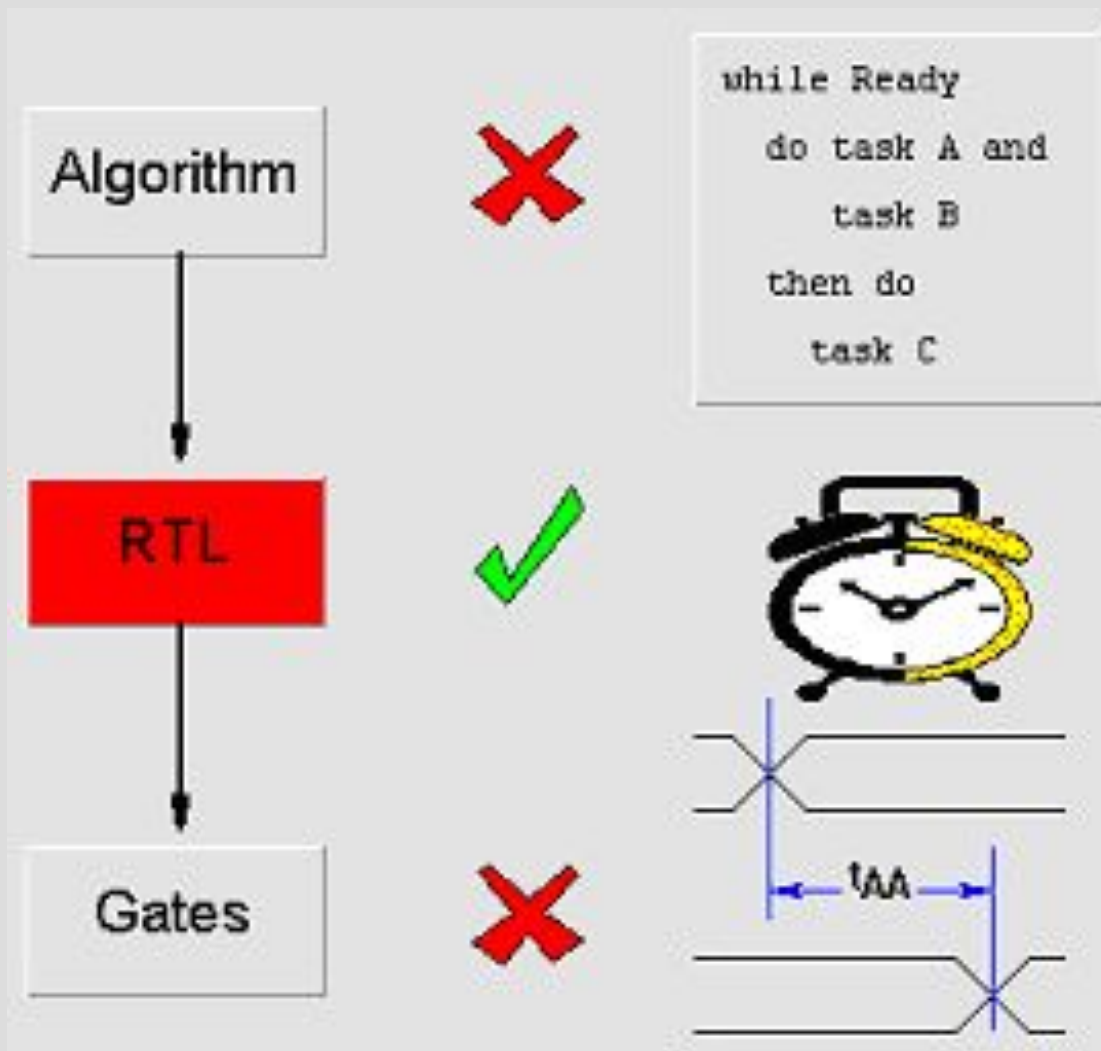 Algorithm
while Ready
do task A and
task B
then do
task C
RTL
Gates
tAA